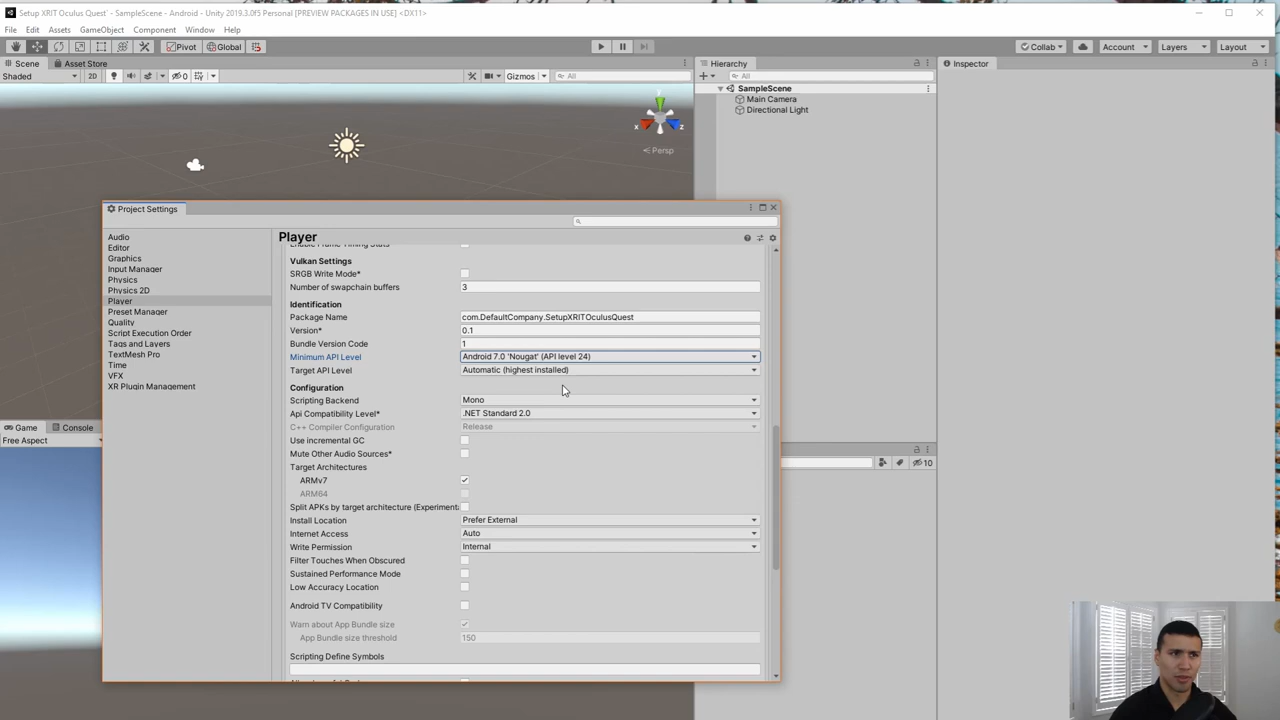 Setup XRIT Oculus Quest` - SampleScene - Android - Unity 2019.3.0f5 Personal [PREVIEW PACKAGES IN USE] <DX11>
File Edit Assets GameObject Component Window Help
Pivot Global Collab Account Layers Layout
Scene Asset Store Hierarchy Inspector
Shaded 2D 0 Gizmos All All
SampleScene
Main Camera
Directional Light
x z
Persp
Project Settings
Audio
Editor
Graphics
Input Manager
Physics
Physics 2D
Player
Preset Manager
Quality
Script Execution Order
Tags and Layers
TextMesh Pro
Time
VFX
XR Plugin Management
Player
Enable Frame Timing Stats
Vulkan Settings
SRGB Write Mode*
Number of swapchain buffers 3
Identification
Package Name com.DefaultCompany.SetupXRITOculusQuest
Version* 0.1
Bundle Version Code 1
Minimum API Level Android 7.0 'Nougat' (API level 24)
Target API Level Automatic (highest installed)
Configuration
Scripting Backend Mono
Api Compatibility Level* .NET Standard 2.0
C++ Compiler Configuration Release
Use incremental GC
Mute Other Audio Sources*
Target Architectures
ARMv7
ARM64
Split APKs by target architecture (Experimenta
Install Location Prefer External
Internet Access Auto
Write Permission Internal
Filter Touches When Obscured
Sustained Performance Mode
Low Accuracy Location
Android TV Compatibility
Warn about App Bundle size
App Bundle size threshold 150
Scripting Define Symbols
Game Console
Free Aspect
10